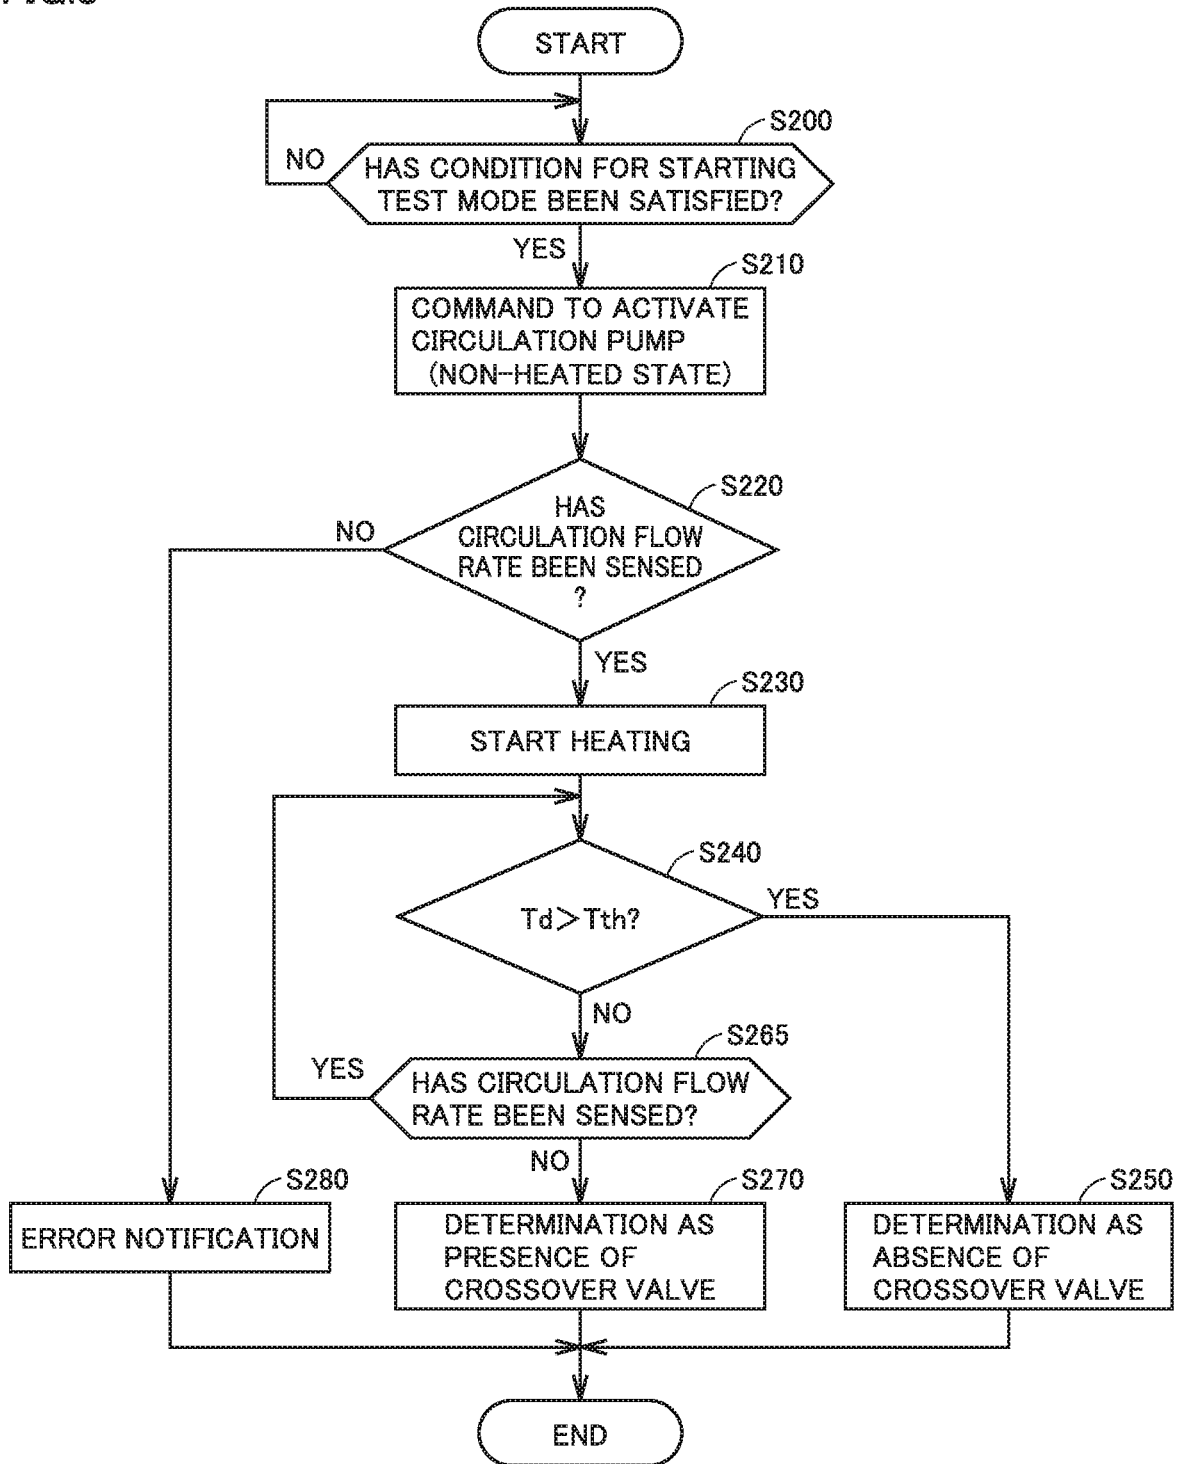 START
S200
NO
HAS CONDITION FOR STARTING
TEST MODE BEEN SATISFIED?
YES
S210
COMMAND TO ACTIVATE
CIRCULATION PUMP
(NON-HEATED STATE)
S220
NO
HAS
CIRCULATION FLOW
RATE BEEN SENSED
?
YES
S230
START HEATING
S240
YES
Td>Tth?
NO
S265
YES
HAS CIRCULATION FLOW
RATE BEEN SENSED?
NO
S280
ERROR NOTIFICATION
S270
DETERMINATION AS
PRESENCE OF
CROSSOVER VALVE
S250
DETERMINATION AS
ABSENCE OF
CROSSOVER VALVE
END